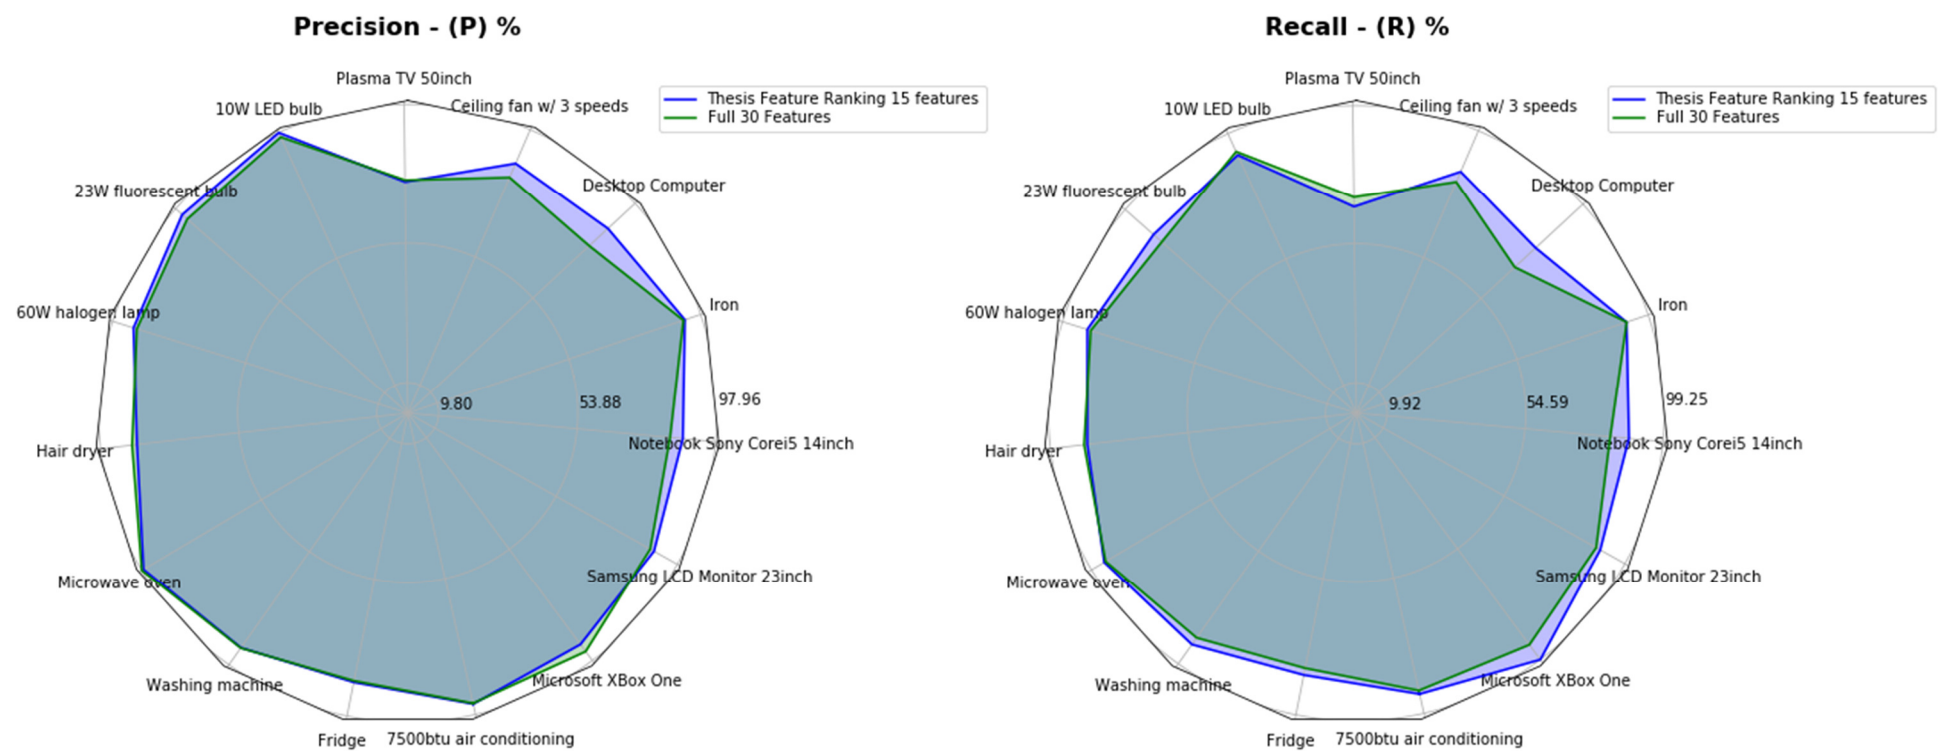 Precision - (P) %
Plasma TV 50inch
10W LED bulb
Ceiling fan w/ 3 speeds
Thesis Feature Ranking 15 features
Full 30 Features
23W fluorescent bulb
Desktop Computer
60W halogen lamp
Iron
9.80
53.88
97.96
Hair dryer
Notebook Sony Corei5 14inch
Microwave oven
Samsung LCD Monitor 23inch
Washing machine
Microsoft XBox One
Fridge
7500btu air conditioning
Recall - (R) %
Plasma TV 50inch
10W LED bulb
Ceiling fan w/ 3 speeds
Thesis Feature Ranking 15 features
Full 30 Features
23W fluorescent bulb
Desktop Computer
60W halogen lamp
Iron
9.92
54.59
99.25
Hair dryer
Notebook Sony Corei5 14inch
Microwave oven
Samsung LCD Monitor 23inch
Washing machine
Microsoft XBox One
Fridge
7500btu air conditioning